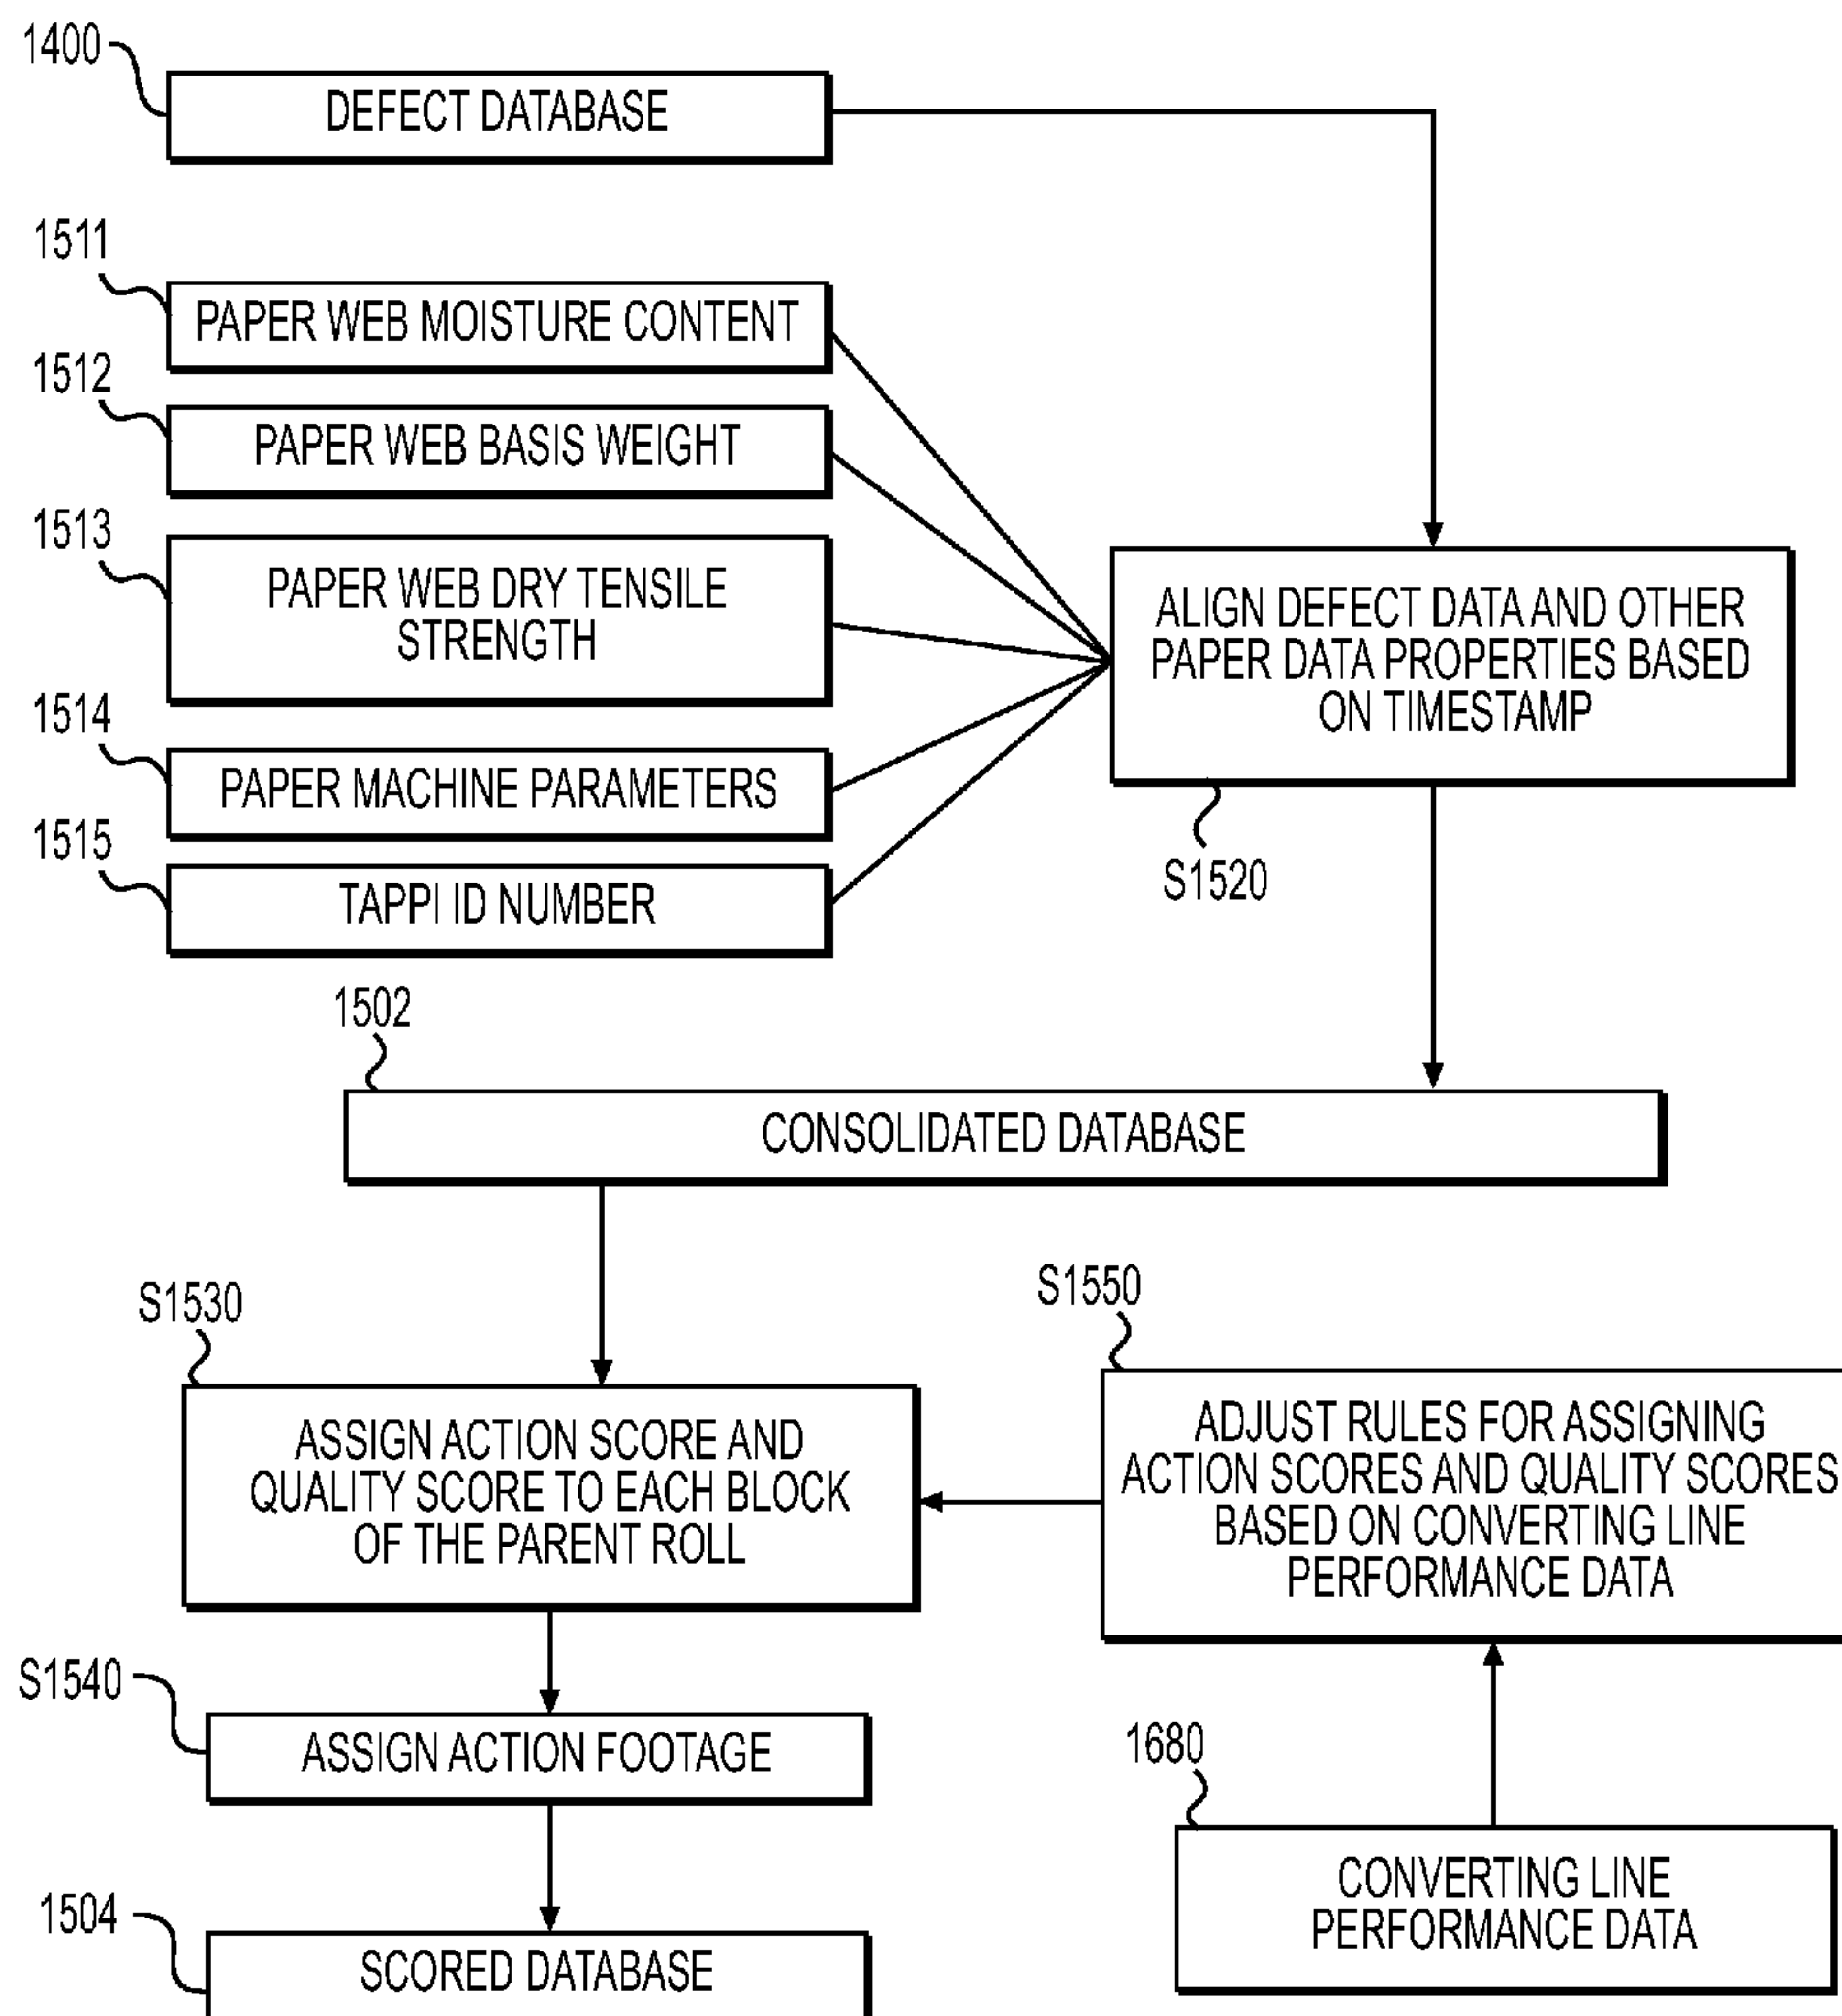 1400
DEFECT DATABASE
1511
PAPER WEB MOISTURE CONTENT
1512
PAPER WEB BASIS WEIGHT
1513
PAPER WEB DRY TENSILE
STRENGTH
1514
PAPER MACHINE PARAMETERS
1515
TAPPI ID NUMBER
ALIGN DEFECT DATA AND OTHER
PAPER DATA PROPERTIES BASED
ON TIMESTAMP
S1520
1502
CONSOLIDATED DATABASE
S1530
ASSIGN ACTION SCORE AND
QUALITY SCORE TO EACH BLOCK
OF THE PARENT ROLL
S1550
ADJUST RULES FOR ASSIGNING
ACTION SCORES AND QUALITY SCORES
BASED ON CONVERTING LINE
PERFORMANCE DATA
S1540
ASSIGN ACTION FOOTAGE
1680
CONVERTING LINE
PERFORMANCE DATA
1504
SCORED DATABASE